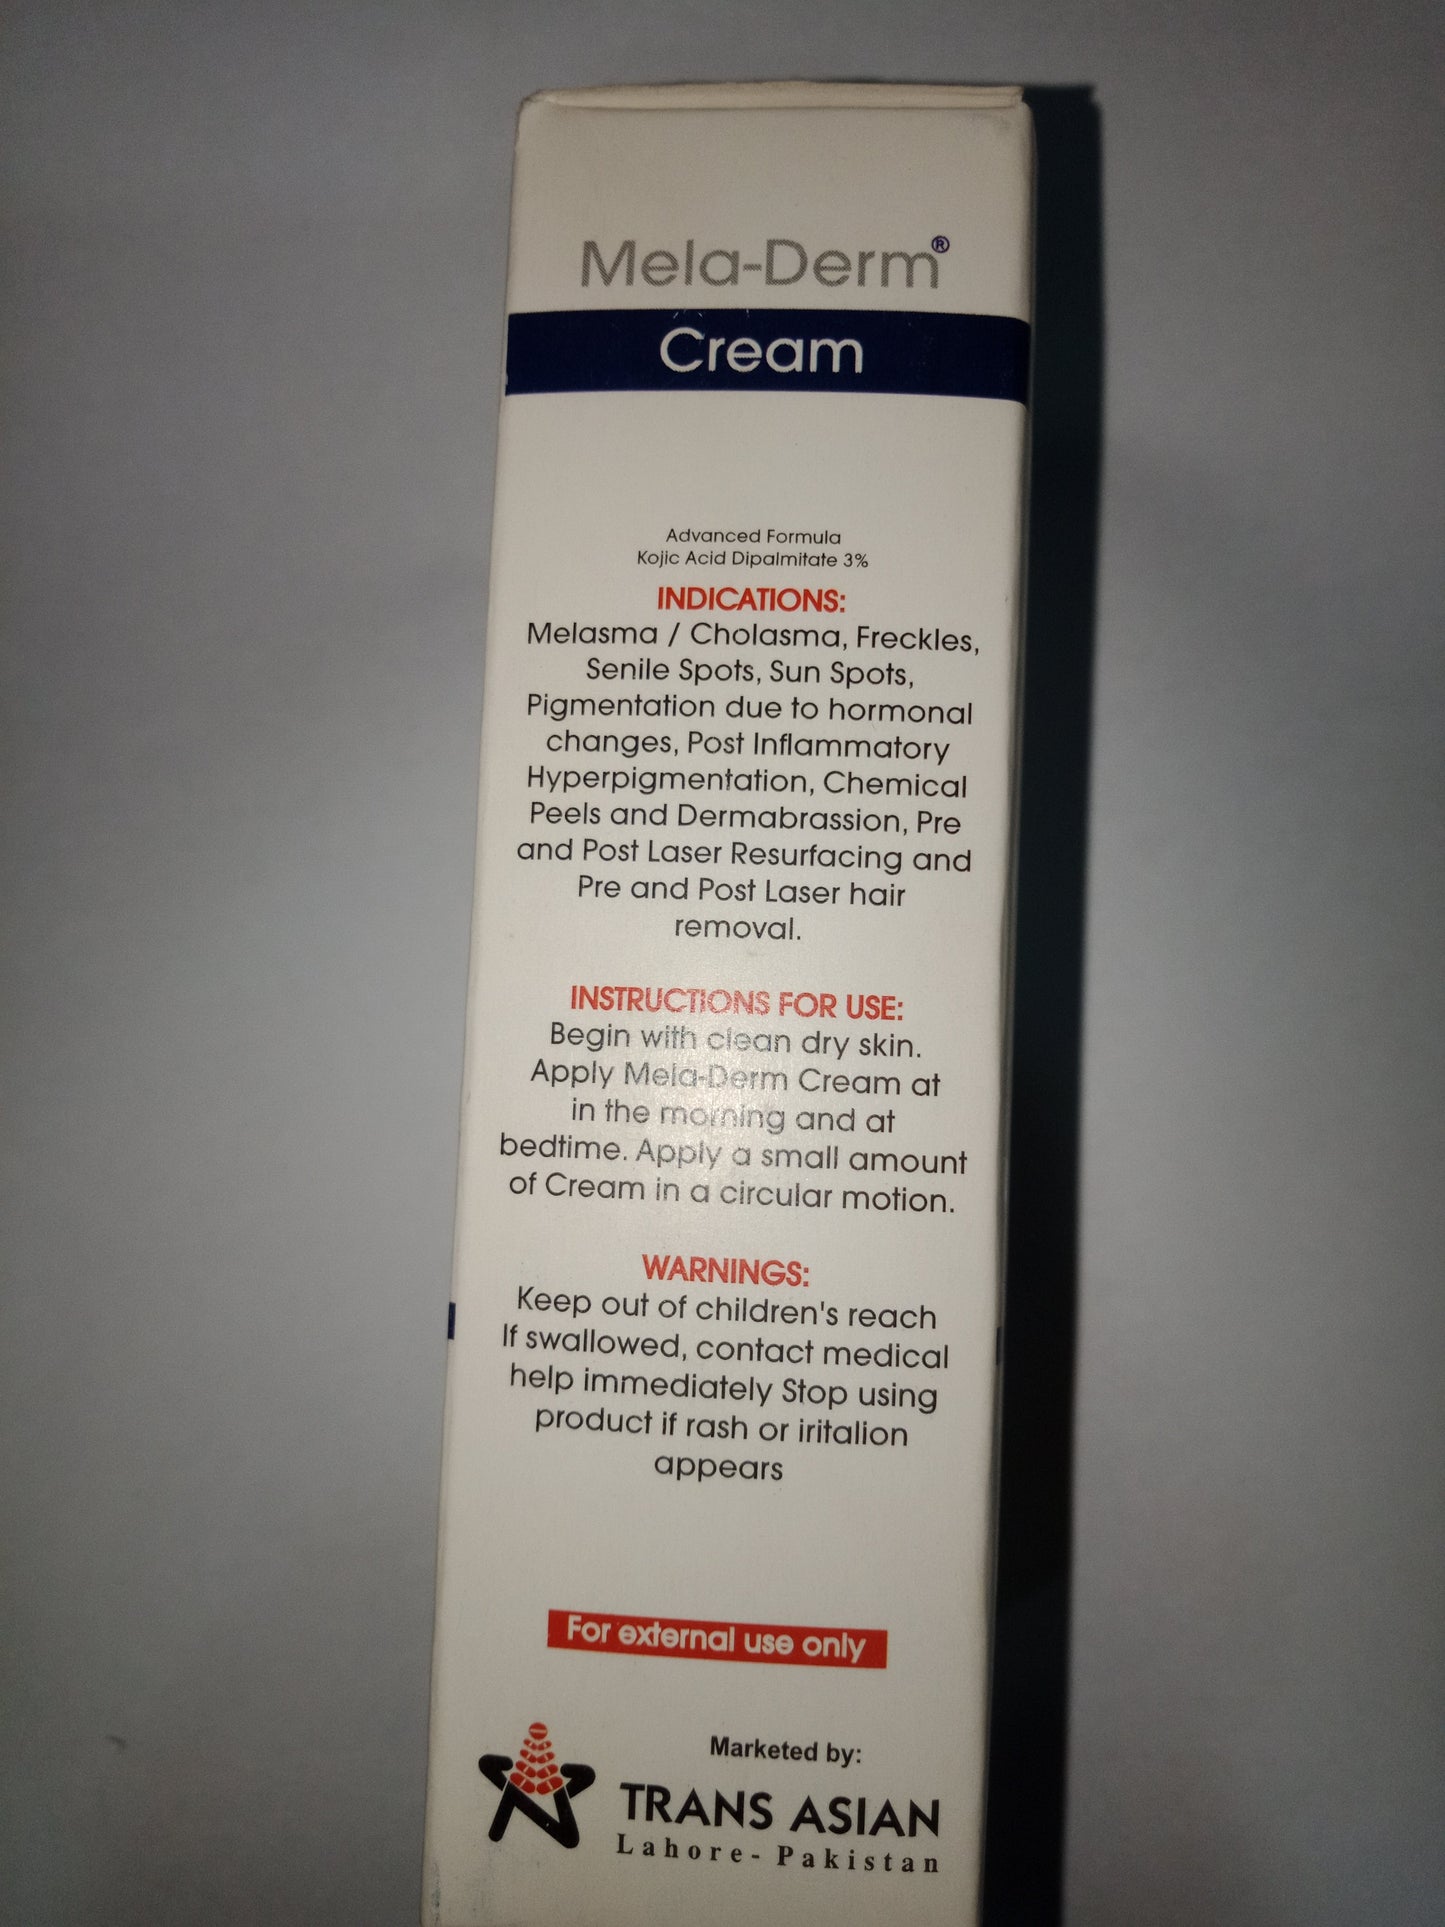 Mela-Derm®
Cream
Advanced Formula
Kojic Acid Dipalmitate 3%
INDICATIONS:
Melasma / Cholasma, Freckles,
Senile Spots, Sun Spots,
Pigmentation due to hormonal
changes, Post Inflammatory
Hyperpigmentation, Chemical
Peels and Dermabrassion, Pre
and Post Laser Resurfacing and
Pre and Post Laser hair
removal.
INSTRUCTIONS FOR USE:
Begin with clean dry skin.
Apply Mela-Derm Cream at
in the morning and at
bedtime. Apply a small amount
of Cream in a circular motion.
WARNINGS:
Keep out of children's reach
If swallowed, contact medical
help immediately Stop using
product if rash or iritalion
appears
For external use only
Marketed by:
TRANS ASIAN
Lahore- Pakistan